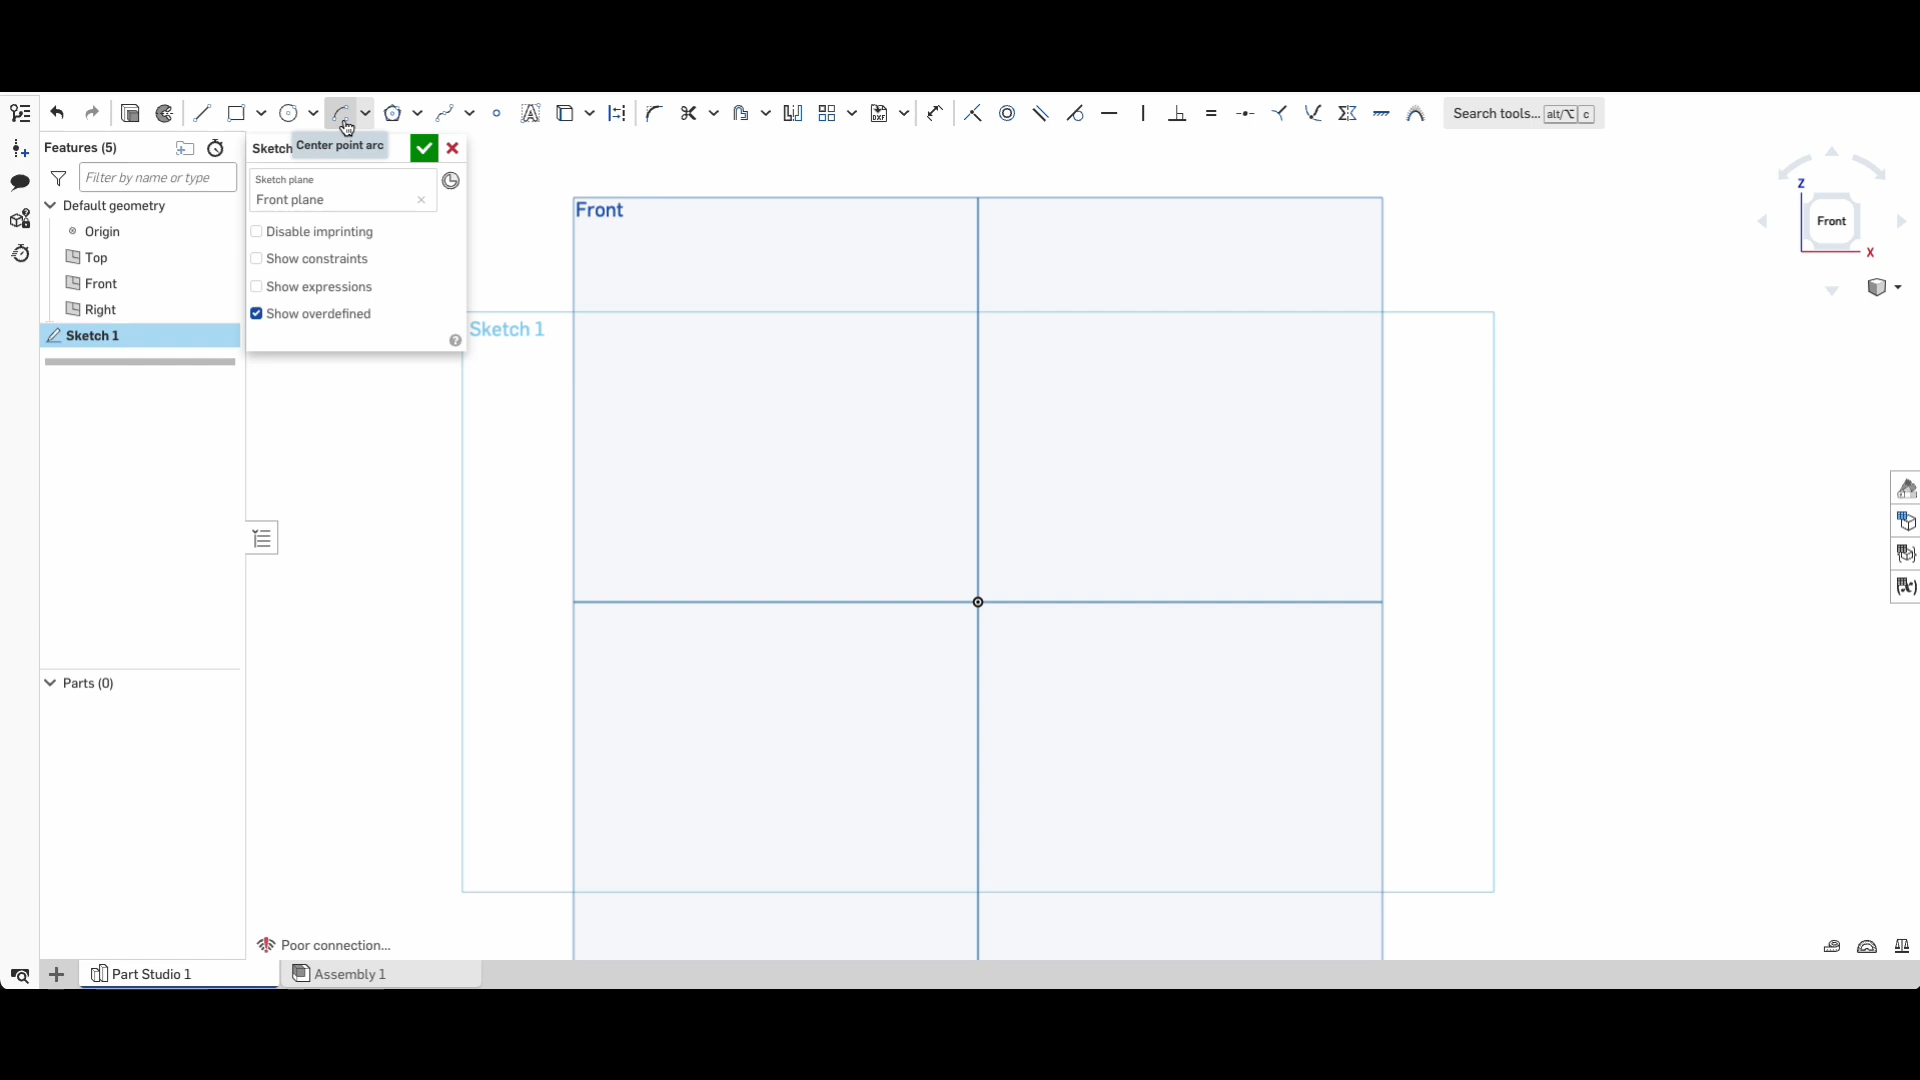 Search tools... alt/⌥ c
Features (5)
Sketch
Center point arc
Filter by name or type
Sketch plane
Front plane
Default geometry
Origin
Top
Front
Right
Sketch 1
Disable imprinting
Show constraints
Show expressions
Show overdefined
Front
Sketch 1
Z
Front
X
Parts (0)
Poor connection...
Part Studio 1
Assembly 1